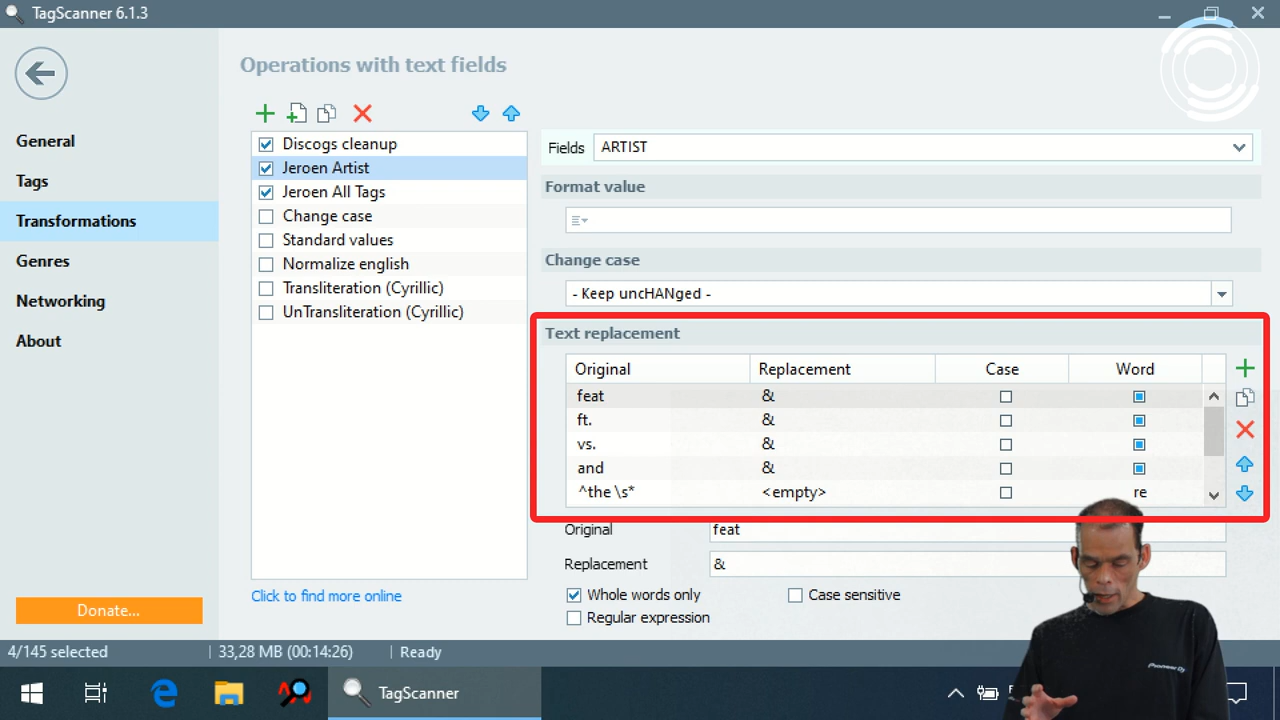 TagScanner 6.1.3
Operations with text fields
General
Tags
Transformations
Genres
Networking
About
Donate...
Discogs cleanup
Jeroen Artist
Jeroen All Tags
Change case
Standard values
Normalize english
Transliteration (Cyrillic)
UnTransliteration (Cyrillic)
Click to find more online
Fields ARTIST
Format value
Change case
- Keep uncHANged -
Text replacement
Original Replacement Case Word
feat &
ft. &
vs. &
and &
^the \s* <empty> re
Original feat
Replacement &
Whole words only Case sensitive
Regular expression
4/145 selected 33,28 MB (00:14:26) Ready
TagScanner
Pioneer Dj